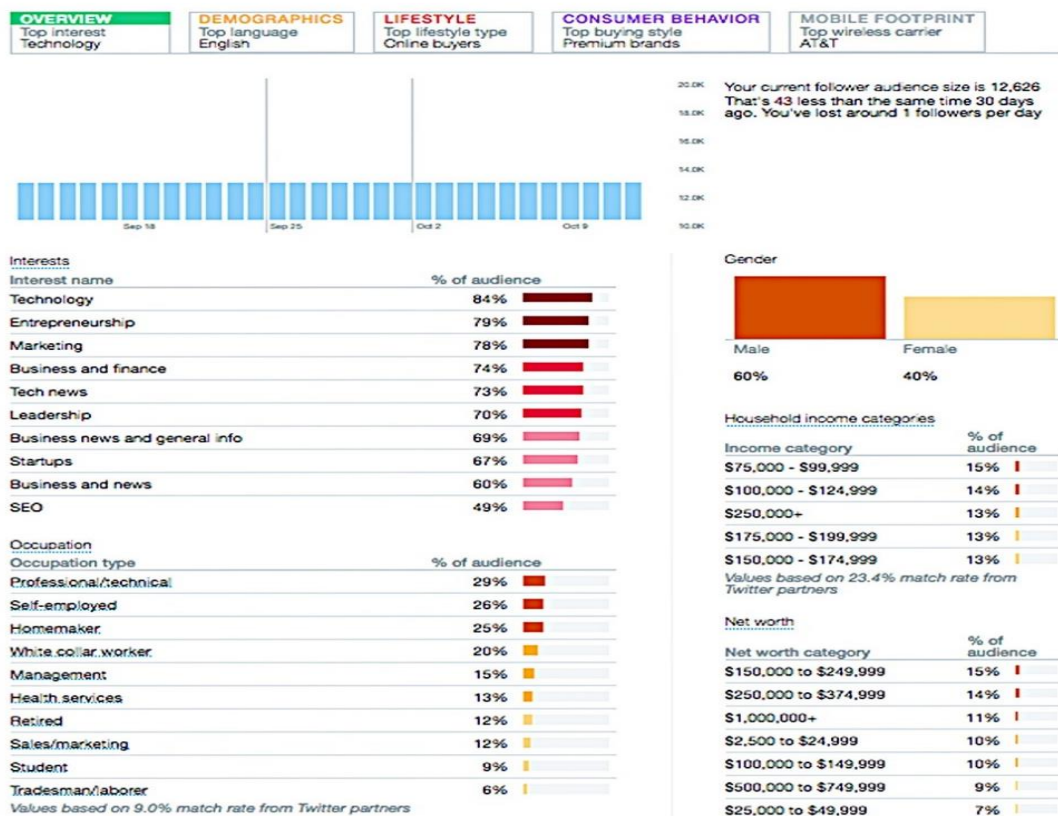 OVERVIEW
Top interest
Technology
DEMOGRAPHICS
Top language
English
LIFESTYLE
Top lifestyle type
Online buyers
CONSUMER BEHAVIOR
Top buying style
Premium brands
MOBILE FOOTPRINT
Top wireless carrier
AT&T
20.0K
18.0K
16.0K
14.0K
12.0K
10.0K
Sep 18
Sep 25
Oct 2
Oct 9
Your current follower audience size is 12,626
That's 43 less than the same time 30 days
ago. You've lost around 1 followers per day
Interests
Interest name % of audience
Technology 84%
Entrepreneurship 79%
Marketing 78%
Business and finance 74%
Tech news 73%
Leadership 70%
Business news and general info 69%
Startups 67%
Business and news 60%
SEO 49%
Occupation
Occupation type % of audience
Professional/technical 29%
Self-employed 26%
Homemaker 25%
White collar worker 20%
Management 15%
Health services 13%
Retired 12%
Sales/marketing 12%
Student 9%
Tradesman/laborer 6%
Values based on 9.0% match rate from Twitter partners
Gender
Male Female
60% 40%
Household income categories
Income category % of audience
$75,000 - $99,999 15%
$100,000 - $124,999 14%
$250,000+ 13%
$175,000 - $199,999 13%
$150,000 - $174,999 13%
Values based on 23.4% match rate from
Twitter partners
Net worth
Net worth category % of audience
$150,000 to $249,999 15%
$250,000 to $374,999 14%
$1,000,000+ 11%
$2,500 to $24,999 10%
$100,000 to $149,999 10%
$500,000 to $749,999 9%
$25,000 to $49,999 7%